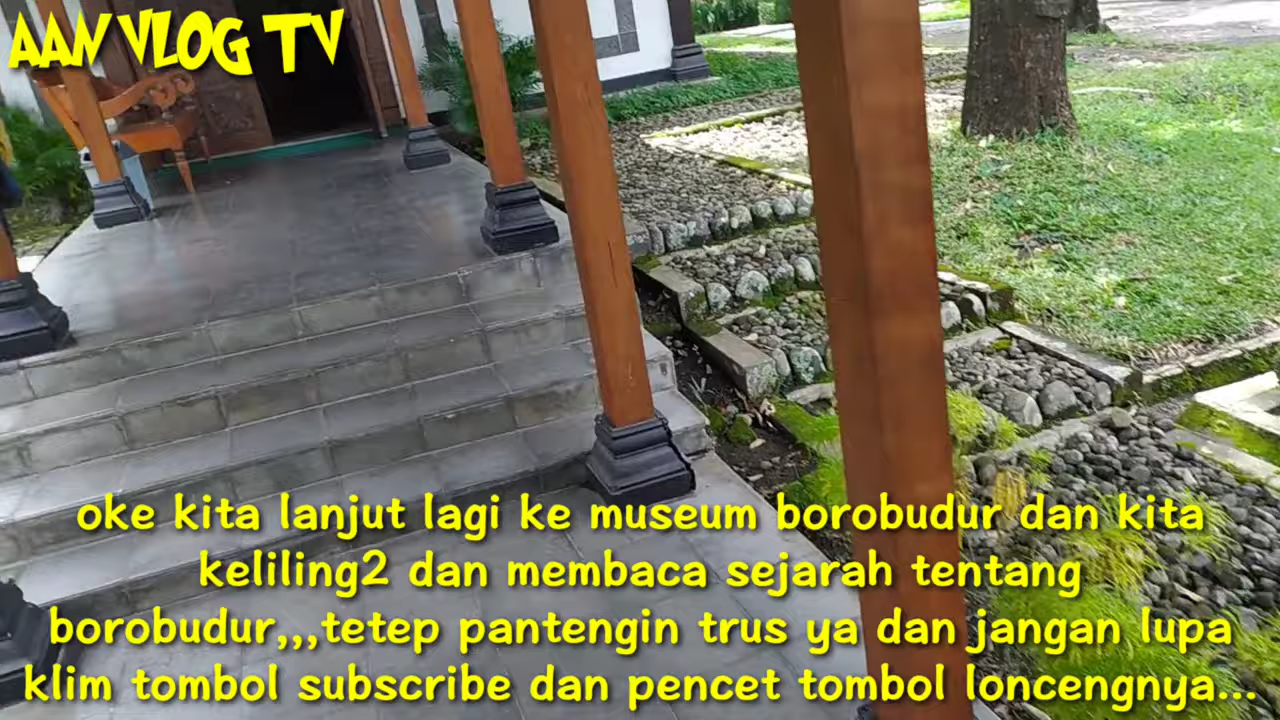 AAN VLOG TV
oke kita lanjut lagi ke museum borobudur dan kita
keliling2 dan membaca sejarah tentang
borobudur,,,tetep pantengin trus ya dan jangan lupa
klim tombol subscribe dan pencet tombol loncengnya...